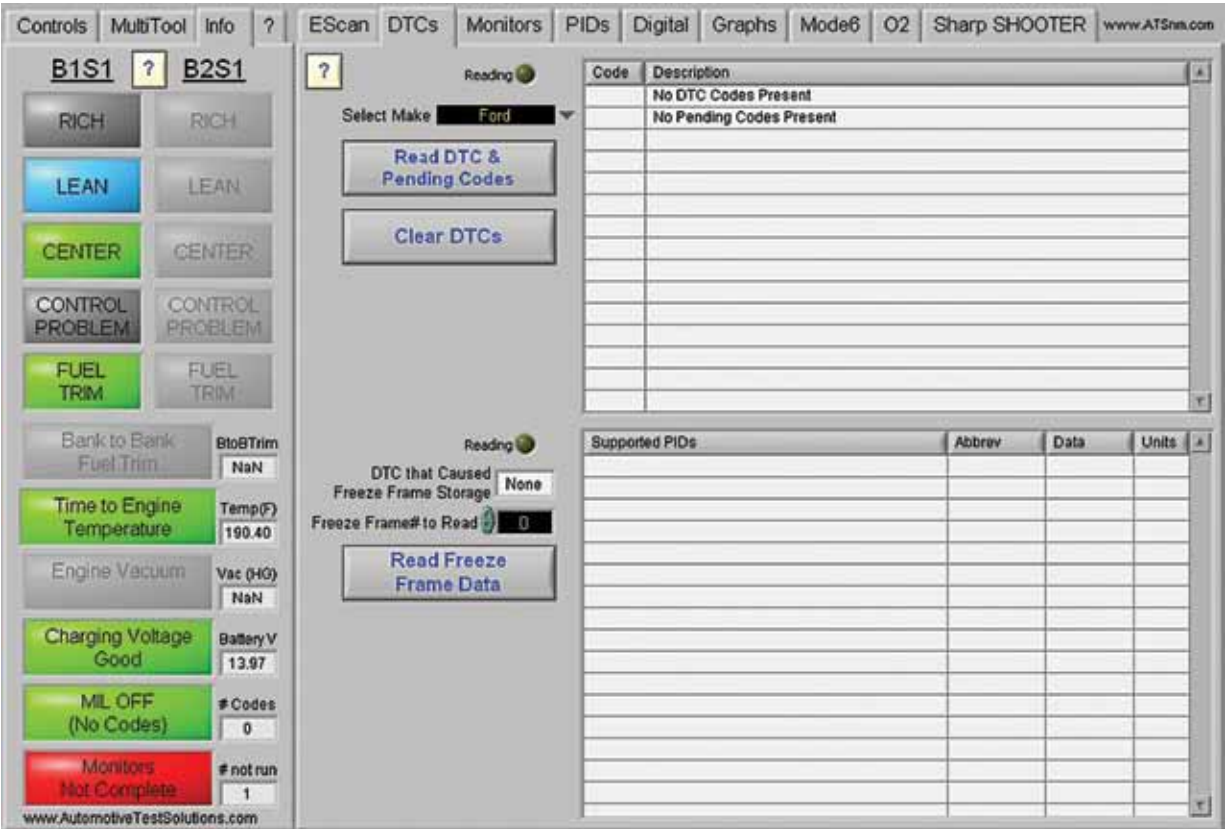 Controls MultiTool Info ? EScan DTCs Monitors PIDs Digital Graphs Mode6 O2 Sharp SHOOTER www.ATSnm.com
B1S1 ? B2S1
RICH RICH
LEAN LEAN
CENTER CENTER
CONTROL PROBLEM CONTROL PROBLEM
FUEL TRIM FUEL TRIM
Bank to Bank Fuel Trim BtoBTrim
NaN
Time to Engine Temperature Temp(F)
190.40
Engine Vacuum Vac (HG)
NaN
Charging Voltage Good Battery V
13.97
MIL OFF (No Codes) # Codes
0
Monitors Not Complete # not run
1
www.AutomotiveTestSolutions.com
? Reading
Select Make Ford
Read DTC & Pending Codes
Clear DTCs
Code Description
No DTC Codes Present
No Pending Codes Present
Reading
DTC that Caused Freeze Frame Storage None
Freeze Frame# to Read 0
Read Freeze Frame Data
Supported PIDs Abbrev Data Units